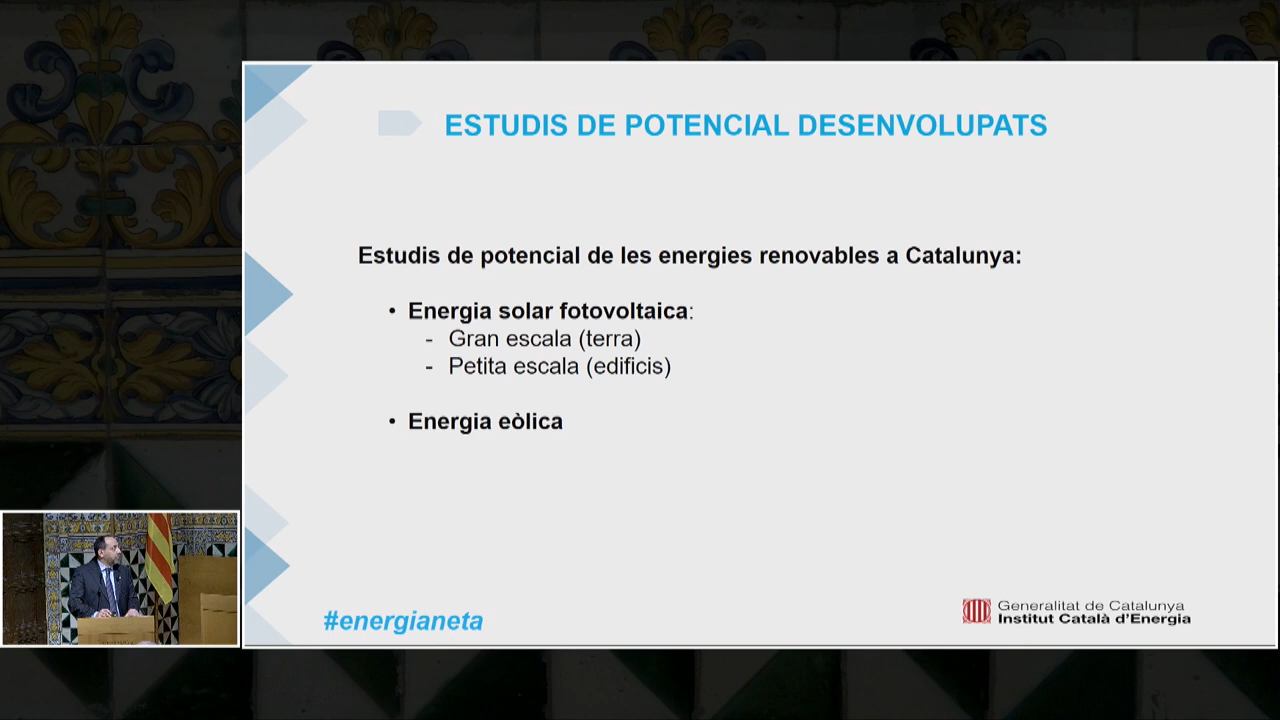 ESTUDIS DE POTENCIAL DESENVOLUPATS
Estudis de potencial de les energies renovables a Catalunya:
• Energia solar fotovoltaica:
- Gran escala (terra)
- Petita escala (edificis)
• Energia eòlica
#energianeta
Generalitat de Catalunya
Institut Català d'Energia